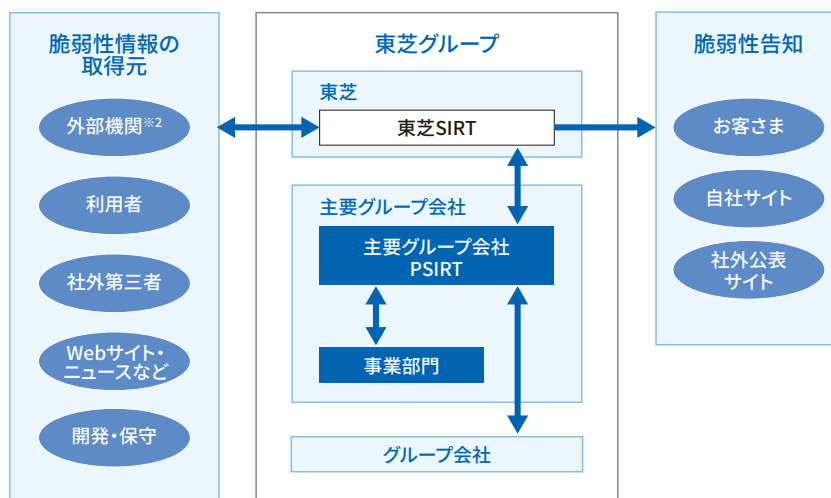 脆弱性情報の
取得元
外部機関※2
利用者
社外第三者
Webサイト・
ニュースなど
開発・保守
東芝グループ
東芝
東芝SIRT
主要グループ会社
主要グループ会社
PSIRT
事業部門
グループ会社
脆弱性告知
お客さま
自社サイト
社外公表
サイト